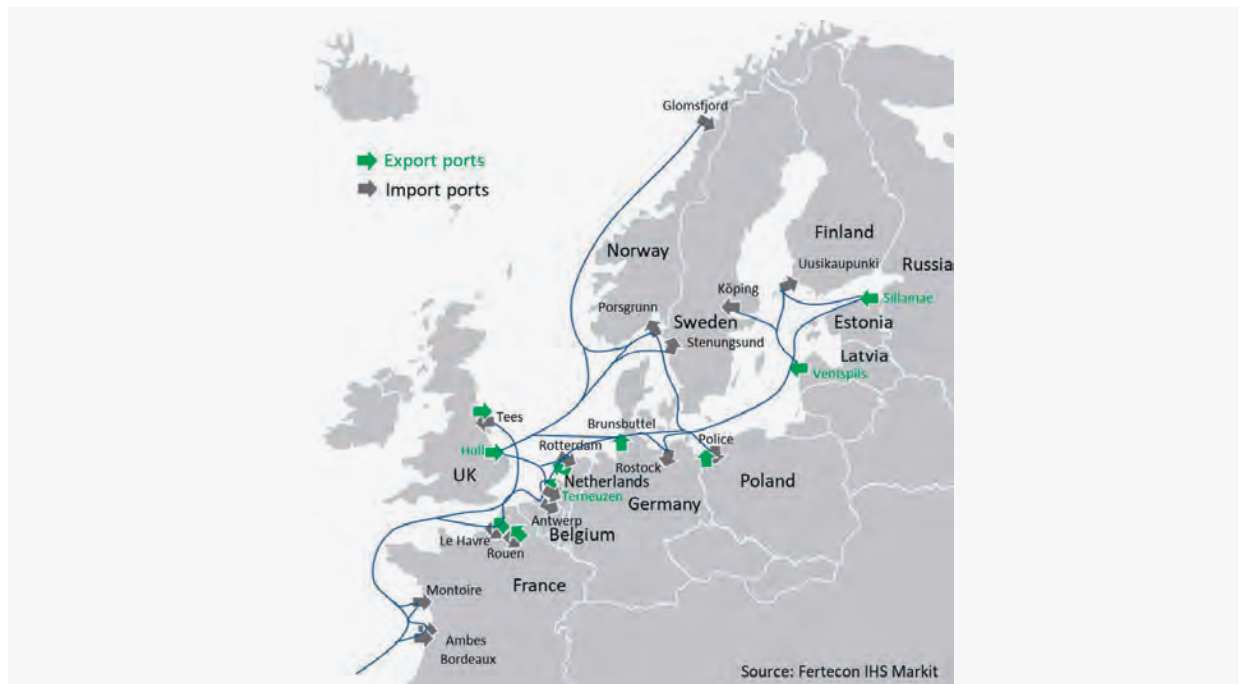 Glomsfjord
Export ports
Import ports
Finland
Norway
Uusikaupunki
Russia
Köping
Sillamae
Porsgrunn
Sweden
Estonia
Stenungsund
Latvia
Ventspils
Tees
Brunsbuttel
Hull
Rotterdam
Police
Rostock
UK
Netherlands
Poland
Terneuzen
Germany
Antwerp
Belgium
Le Havre
Rouen
France
Montoire
Ambes
Bordeaux
Source: Fertecon IHS Markit